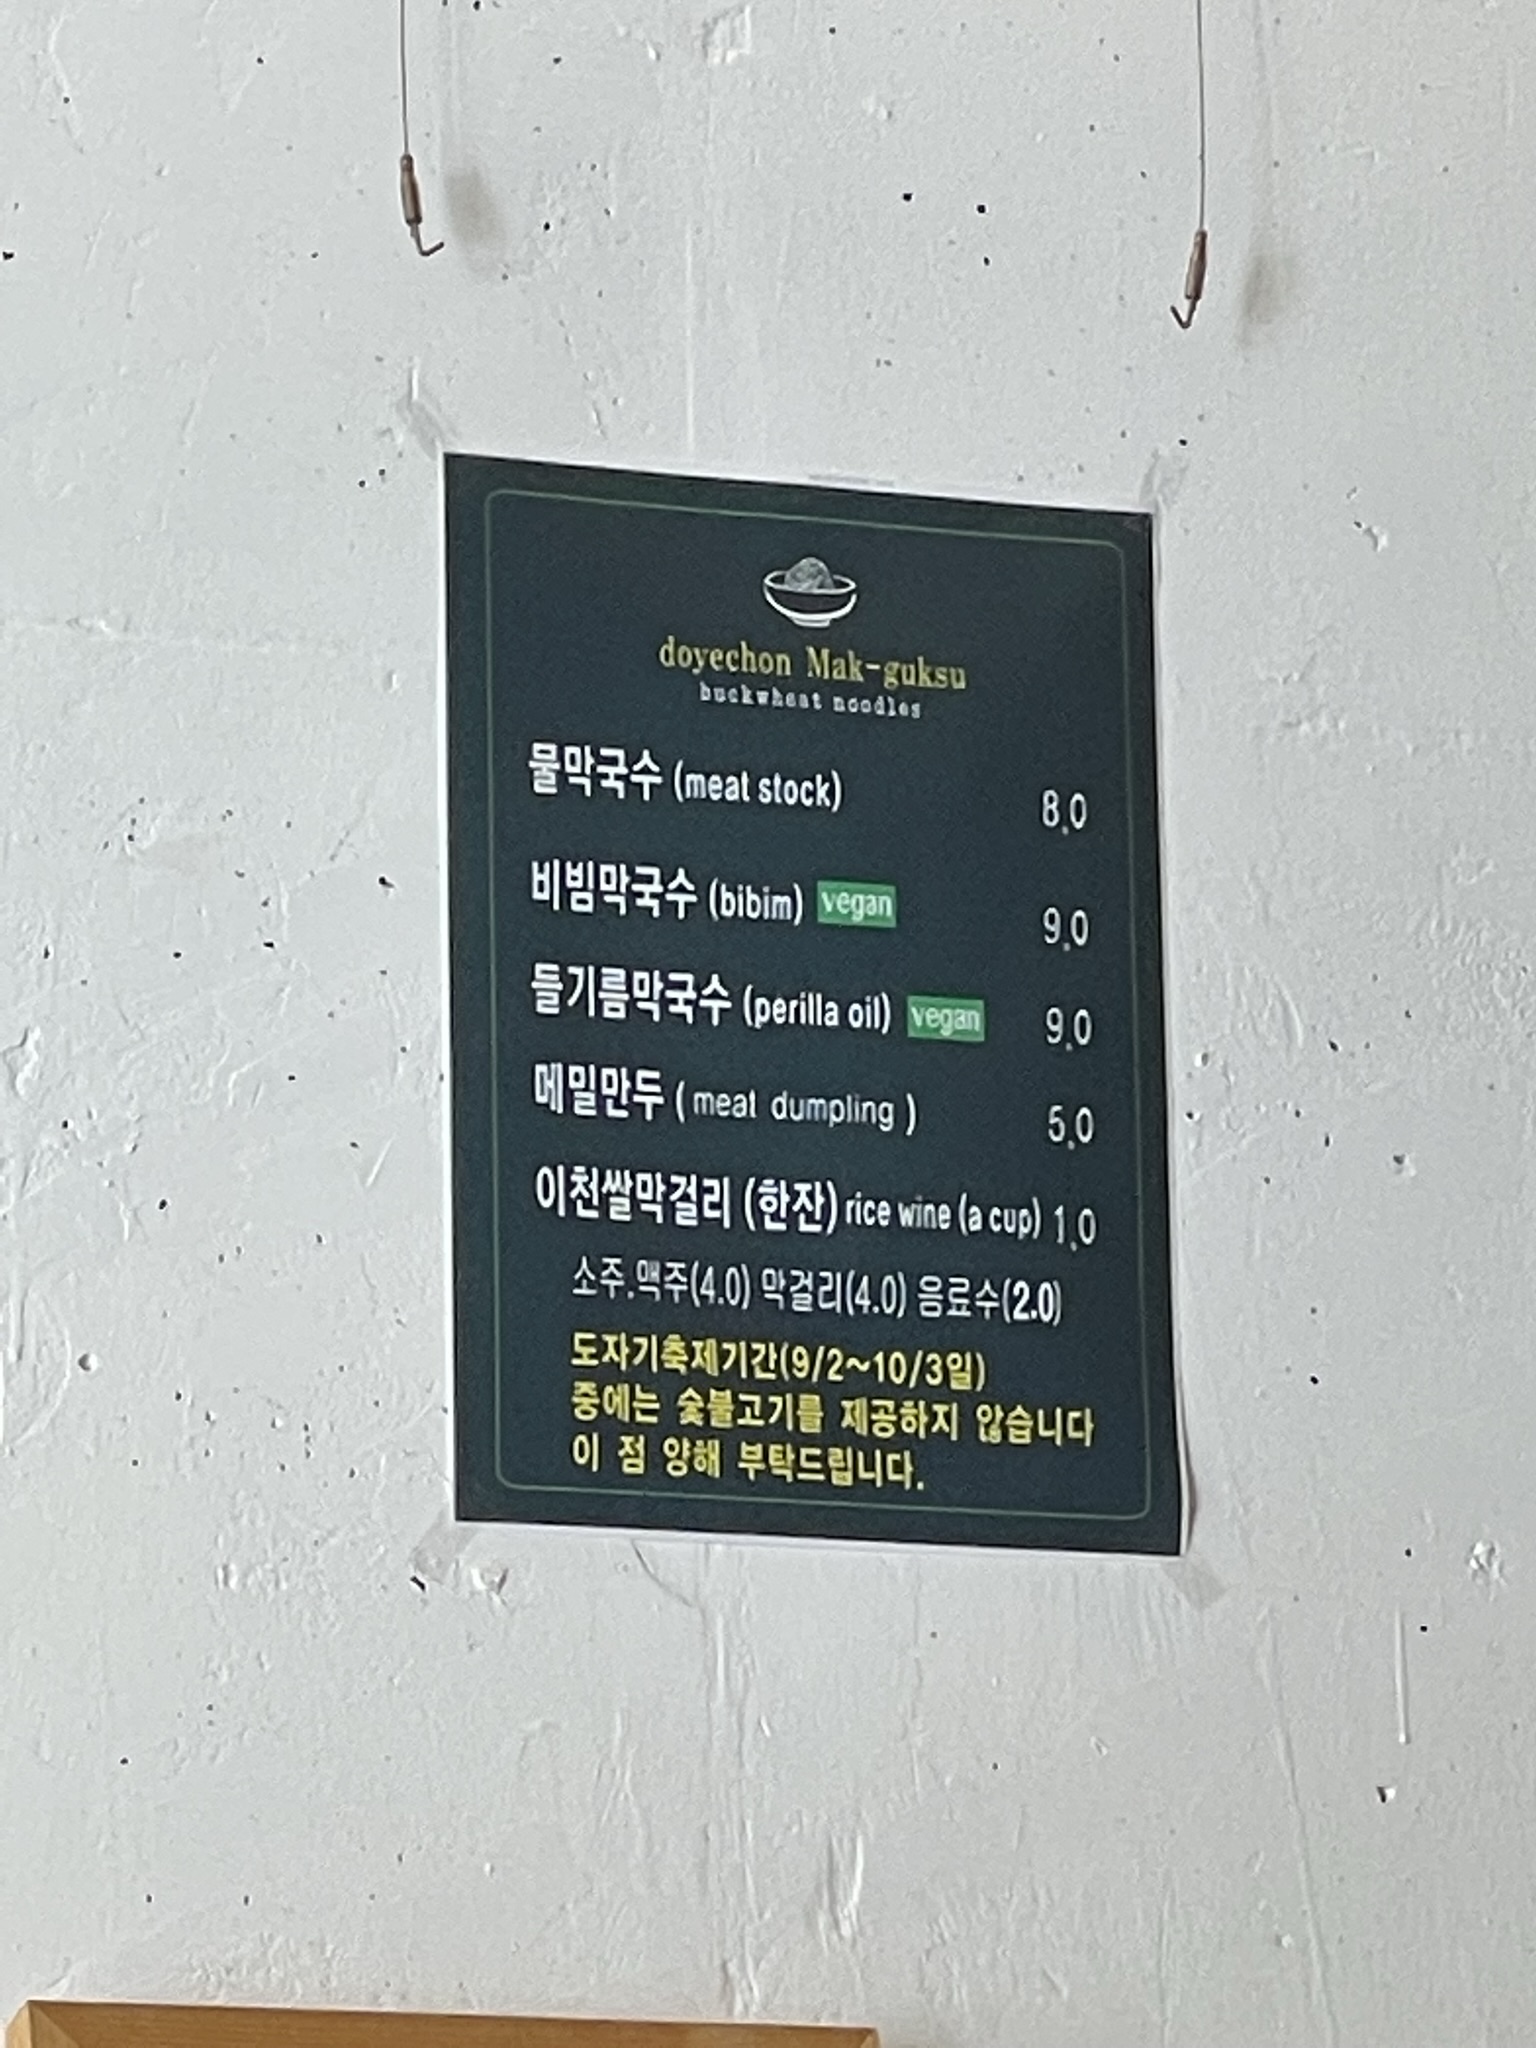 doyechon Mak-guksu
buckwheat noodles
물막국수 (meat stock) 8.0
비빔막국수 (bibim) vegan 9.0
들기름막국수 (perilla oil) vegan 9.0
메밀만두 ( meat dumpling ) 5.0
이천쌀막걸리 (한잔) rice wine (a cup) 1.0
소주.맥주(4.0) 막걸리(4.0) 음료수(2.0)
도자기축제기간(9/2~10/3일)
중에는 숯불고기를 제공하지 않습니다
이 점 양해 부탁드립니다.